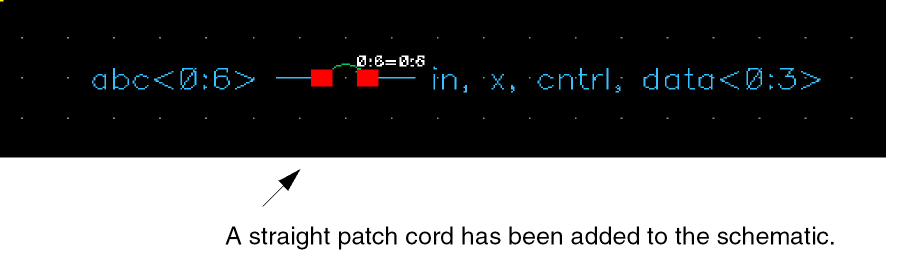 0:6=0:6
abc<0:6> in, x, cntrl, data<0:3>
A straight patch cord has been added to the schematic.